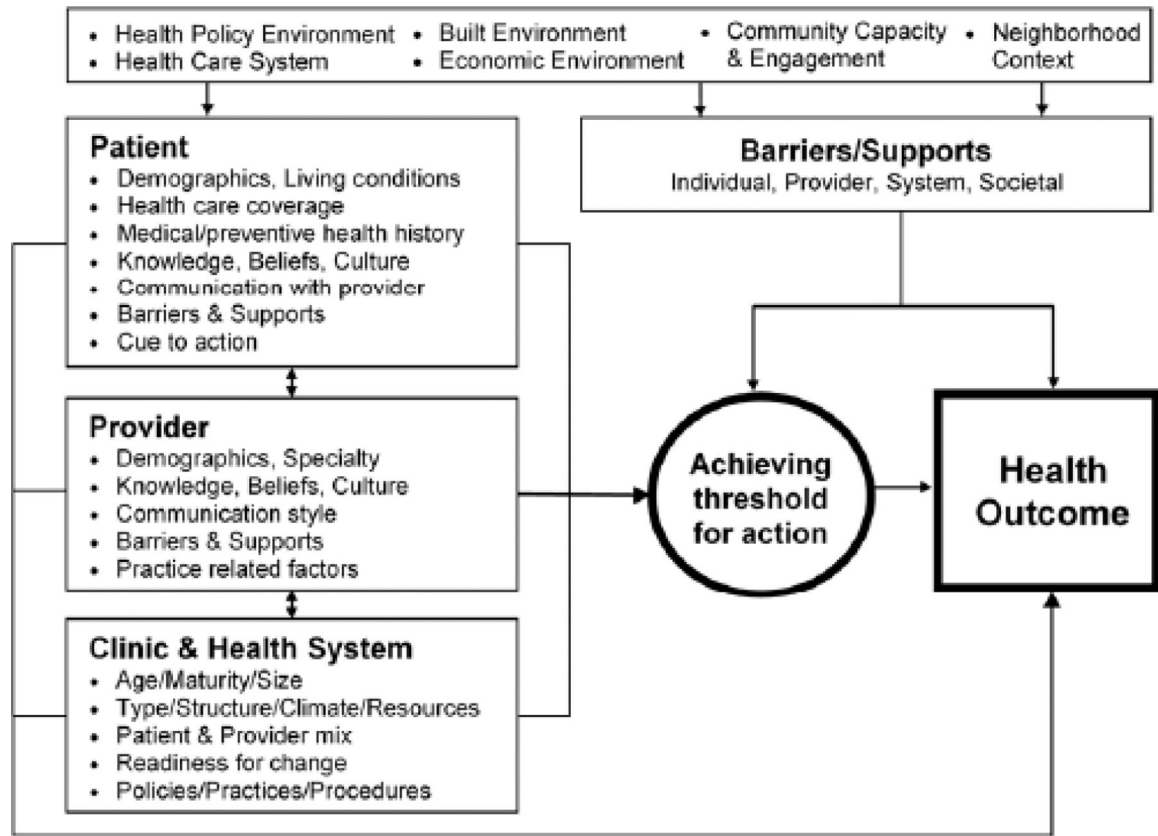 • Health Policy Environment
• Health Care System
• Built Environment
• Economic Environment
• Community Capacity
& Engagement
• Neighborhood
Context
Patient
• Demographics, Living conditions
• Health care coverage
• Medical/preventive health history
• Knowledge, Beliefs, Culture
• Communication with provider
• Barriers & Supports
• Cue to action
Barriers/Supports
Individual, Provider, System, Societal
Provider
• Demographics, Specialty
• Knowledge, Beliefs, Culture
• Communication style
• Barriers & Supports
• Practice related factors
Achieving
threshold
for action
Health
Outcome
Clinic & Health System
• Age/Maturity/Size
• Type/Structure/Climate/Resources
• Patient & Provider mix
• Readiness for change
• Policies/Practices/Procedures